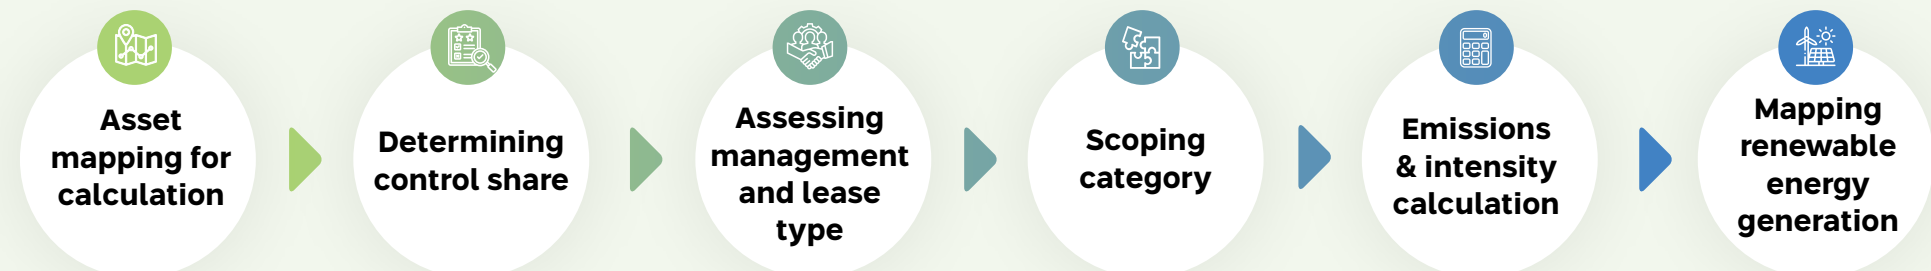 Asset
mapping for
calculation
Determining
control share
Assessing
management
and lease
type
Scoping
category
Emissions
& intensity
calculation
Mapping
renewable
energy
generation